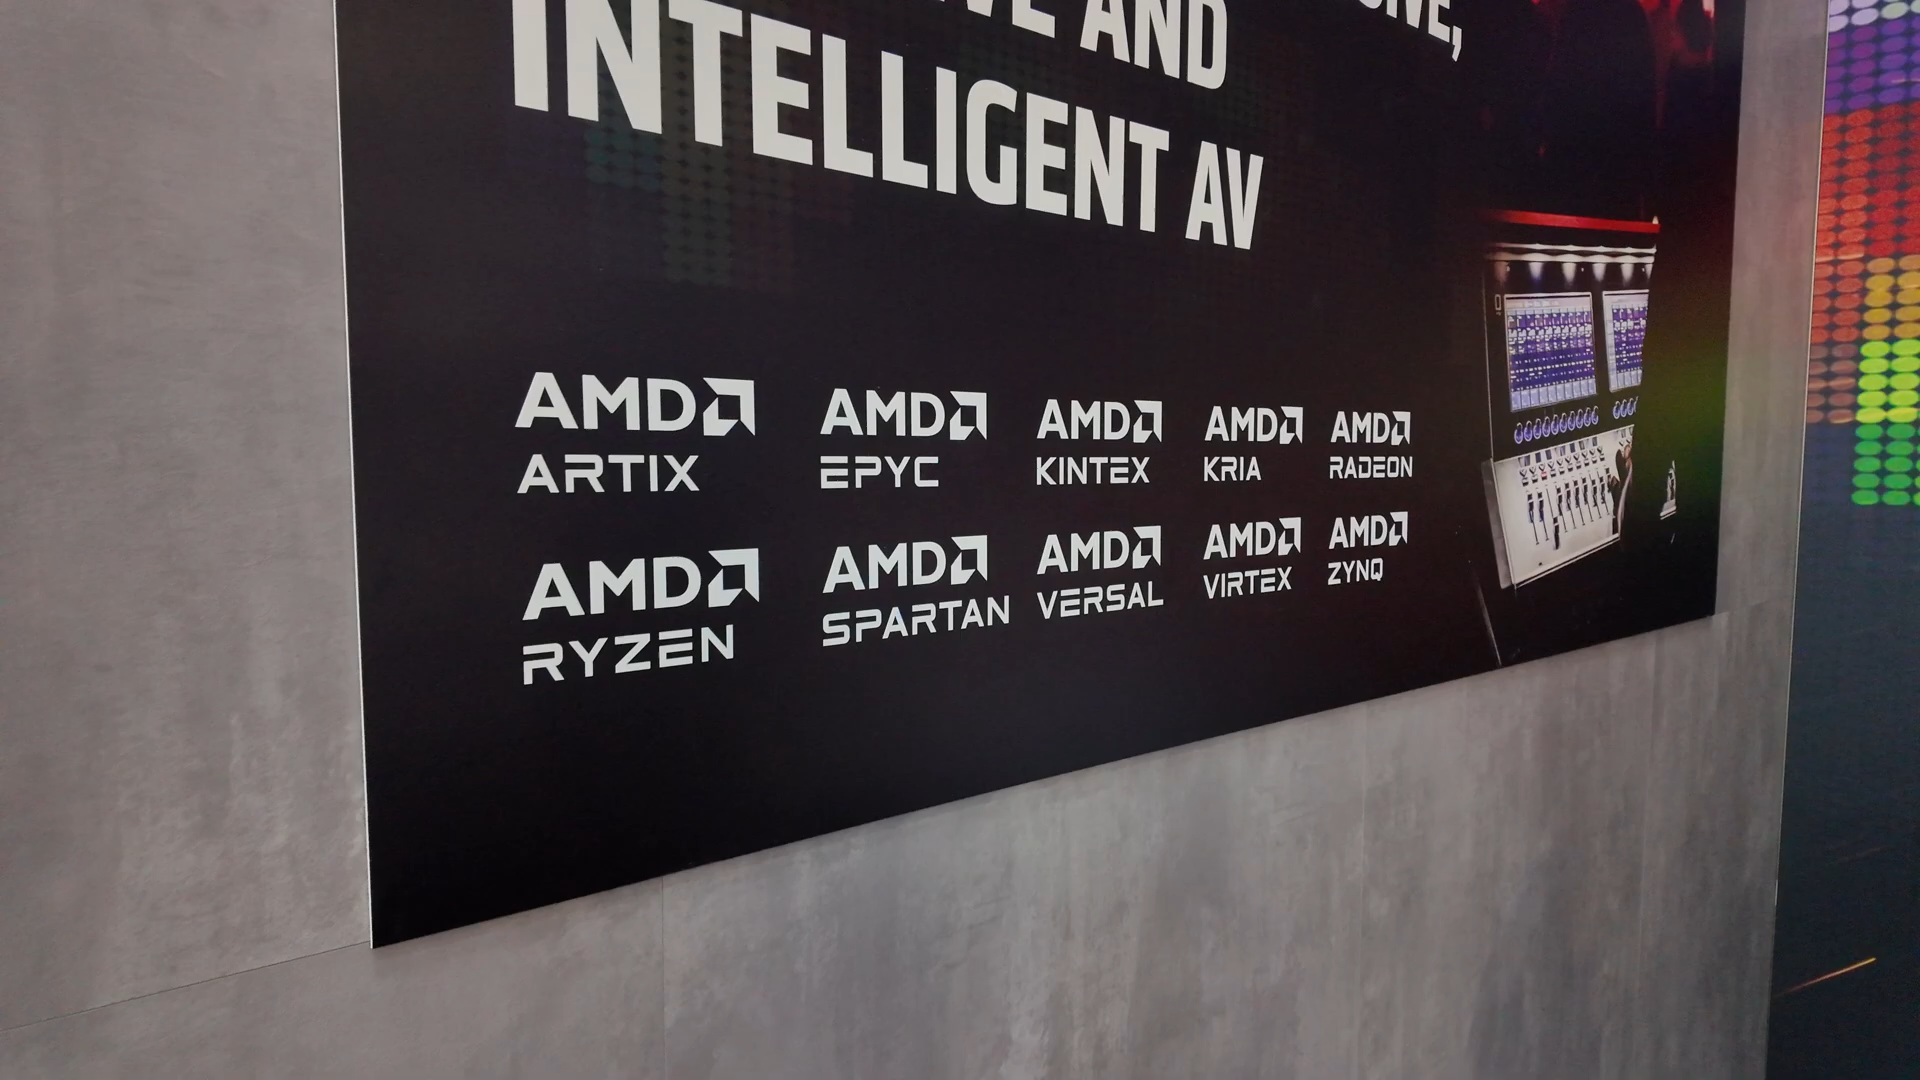 AND
INTELLIGENT AV
AMD AMD AMD AMD AMD
ARTIX EPYC KINTEX KRIA RADEON
AMD AMD AMD AMD AMD
RYZEN SPARTAN VERSAL VIRTEX ZYNQ